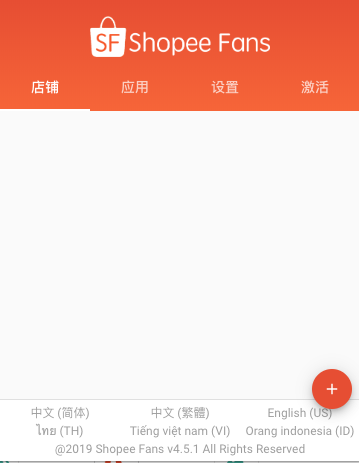 SF Shopee Fans
店铺 应用 设置 激活
中文 (简体) 中文 (繁體) English (US)
ไทย (TH) Tiếng việt nam (VI) Orang indonesia (ID)
@2019 Shopee Fans v4.5.1 All Rights Reserved